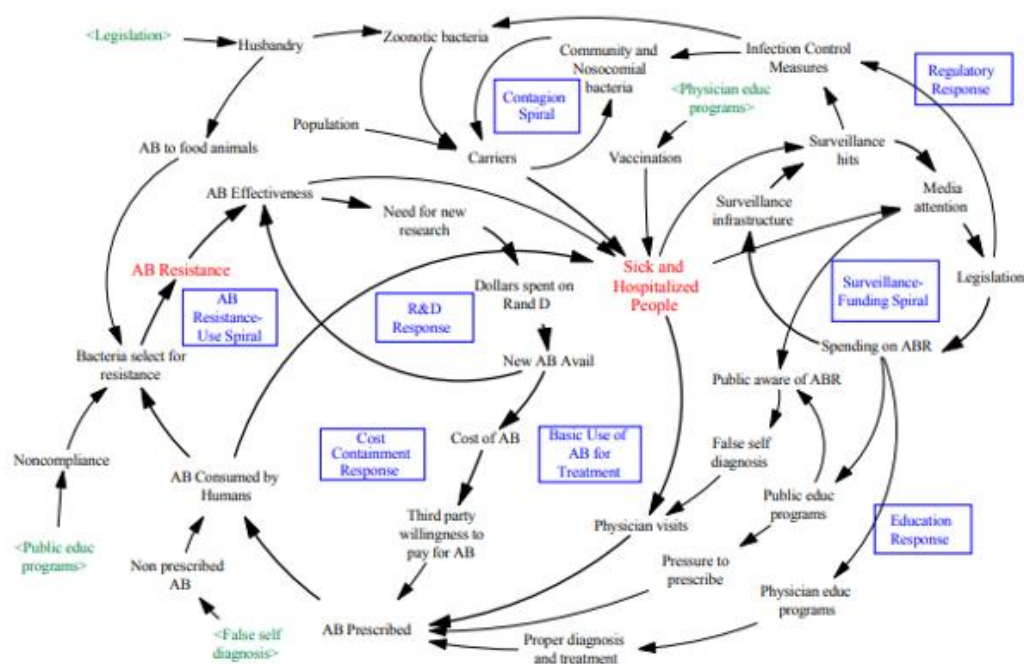 <Legislation>
Husbandry
Zoonotic bacteria
Community and
Nosocomial
bacteria
Infection Control
Measures
Regulatory
Response
Contagion
Spiral
<Physician educ
programs>
Population
AB to food animals
Carriers
Vaccination
Surveillance
hits
AB Effectiveness
Need for new
research
Surveillance
infrastructure
Media
attention
AB Resistance
Sick and
Hospitalized
People
Legislation
AB
Resistance-
Use Spiral
R&D
Response
Dollars spent on
Rand D
Surveillance-
Funding Spiral
Bacteria select for
resistance
New AB Avail
Spending on ABR
Public aware of ABR
Cost
Containment
Response
Cost of AB
Basic Use of
AB for
Treatment
False self
diagnosis
Noncompliance
AB Consumed by
Humans
Public educ
programs
Third party
willingness to
pay for AB
Physician visits
Education
Response
<Public educ
programs>
Non prescribed
AB
Pressure to
prescribe
Physician educ
programs
<False self
diagnosis>
AB Prescribed
Proper diagnosis
and treatment